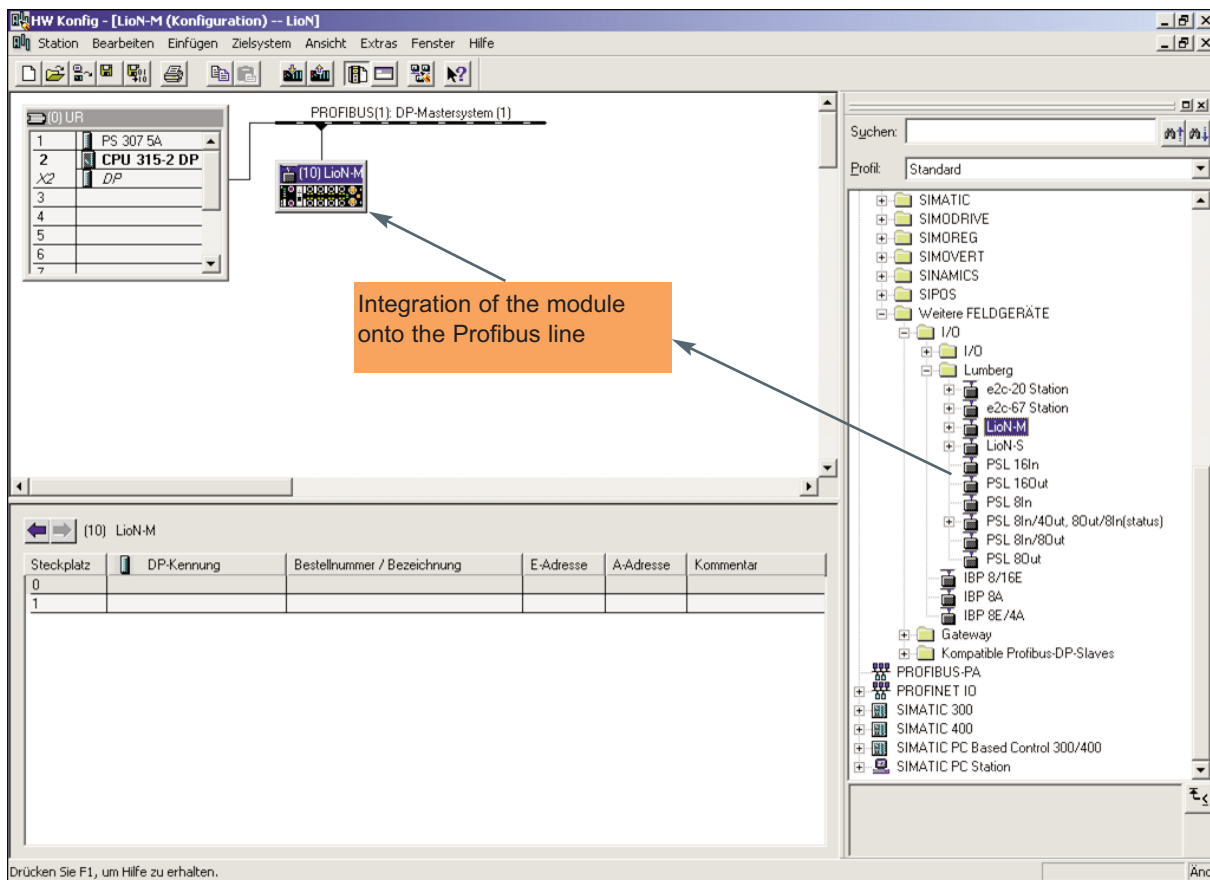 HW Konfig - [LioN-M (Konfiguration) -- LioN]
Station Bearbeiten Einfügen Zielsystem Ansicht Extras Fenster Hilfe
(0) UR
1 PS 307 5A
2 CPU 315-2 DP
X2 DP
3
4
5
6
7
PROFIBUS(1): DP-Mastersystem (1)
(10) LioN-M
Integration of the module
onto the Profibus line
(10) LioN-M
Steckplatz DP-Kennung Bestellnummer / Bezeichnung E-Adresse A-Adresse Kommentar
0
1
Suchen:
Profil: Standard
SIMATIC
SIMODRIVE
SIMOREG
SIMOVERT
SINAMICS
SIPOS
Weitere FELDGERÄTE
I/O
I/O
Lumberg
e2c-20 Station
e2c-67 Station
LioN-M
LioN-S
PSL 16In
PSL 16Out
PSL 8In
PSL 8In/4Out, 8Out/8In(status)
PSL 8In/8Out
PSL 8Out
IBP 8/16E
IBP 8A
IBP 8E/4A
Gateway
Kompatible Profibus-DP-Slaves
PROFIBUS-PA
PROFINET IO
SIMATIC 300
SIMATIC 400
SIMATIC PC Based Control 300/400
SIMATIC PC Station
Drücken Sie F1, um Hilfe zu erhalten.
Änd